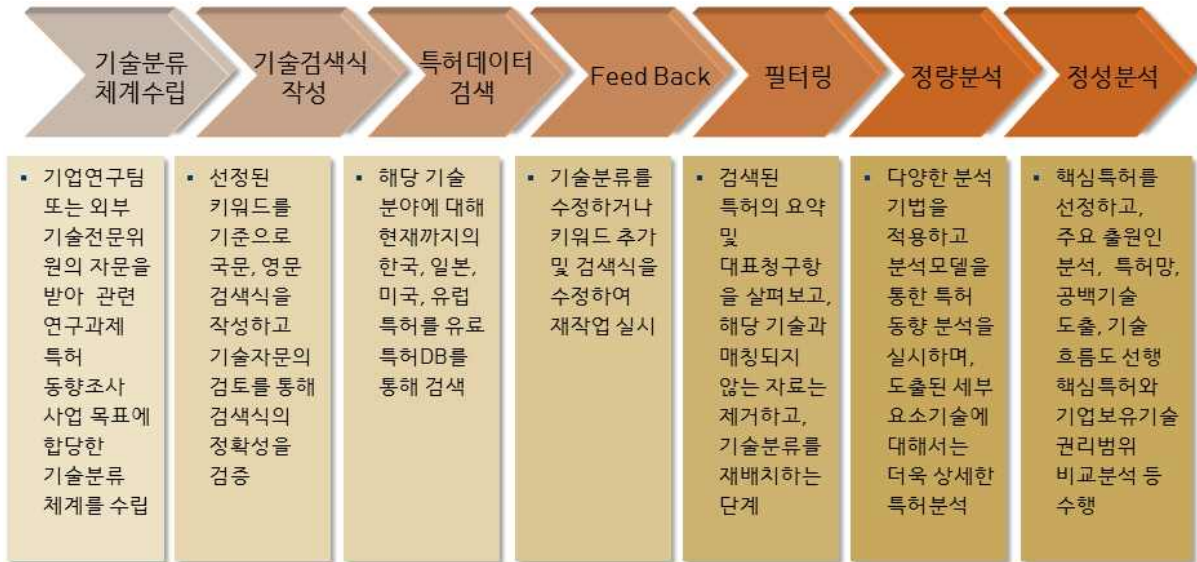 기술분류
체계수립
기술검색식
작성
특허데이터
검색
Feed Back
필터링
정량분석
정성분석
▪ 기업연구팀
또는 외부
기술전문위
원의 자문을
받아 관련
연구과제
특허
동향조사
사업 목표에
합당한
기술분류
체계를 수립
▪ 선정된
키워드를
기준으로
국문, 영문
검색식을
작성하고
기술자문의
검토를 통해
검색식의
정확성을
검증
▪ 해당 기술
분야에 대해
현재까지의
한국, 일본,
미국, 유럽
특허를 유료
특허DB를
통해 검색
▪ 기술분류를
수정하거나
키워드 추가
및 검색식을
수정하여
재작업 실시
▪ 검색된
특허의 요약
및
대표청구항
을 살펴보고,
해당 기술과
매칭되지
않는 자료는
제거하고,
기술분류를
재배치하는
단계
▪ 다양한 분석
기법을
적용하고
분석모델을
통한 특허
동향 분석을
실시하며,
도출된 세부
요소기술에
대해서는
더욱 상세한
특허분석
▪ 핵심특허를
선정하고,
주요 출원인
분석, 특허망,
공백기술
도출, 기술
흐름도 선행
핵심특허와
기업보유기술
권리범위
비교분석 등
수행